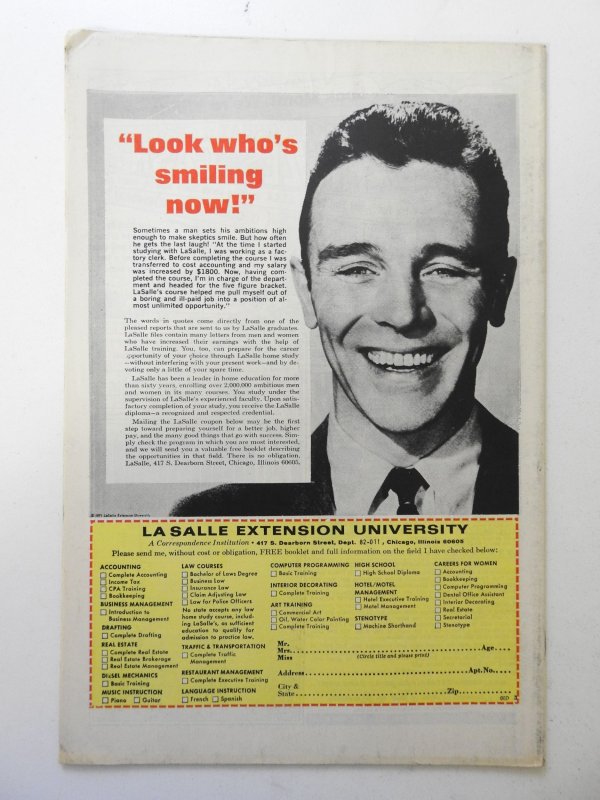 “Look who’s
smiling
now!”
Sometimes a man sets his ambitions high
enough to make skeptics smile. But how often
he gets the last laugh! “At the time I started
studying with LaSalle, I was working as a fac-
tory clerk. Before completing the course I was
transferred to cost accounting and my salary
was increased by $1800. Now, having com-
pleted the course, I’m in charge of the depart-
ment and headed for the five figure bracket.
LaSalle’s course helped me pull myself out of
a boring and ill-paid job into a position of al-
most unlimited opportunity.”
The words in quotes come directly from one of the
pleased reports that are sent to us by LaSalle graduates.
LaSalle files contain many letters from men and women
who have increased their earnings with the help of
LaSalle training. You, too, can prepare for the career
opportunity of your choice through LaSalle home study
—without interfering with your present work—and by de-
voting only a little of your spare time.
LaSalle has been a leader in home education for more
than sixty years, enrolling over 2,000,000 ambitious men
and women in its many courses. You study under the
supervision of LaSalle’s experienced faculty. Upon satis-
factory completion of your study, you receive the LaSalle
diploma—a recognized and respected credential.
Mailing the LaSalle coupon below may be the first
step toward preparing yourself for a better job, higher
pay, and the many good things that go with success. Sim-
ply check the program in which you are most interested,
and we will send you a valuable free booklet describing
the opportunities in that field. There is no obligation.
LaSalle, 417 S. Dearborn Street, Chicago, Illinois 60605.
LaSalle Extension University
LA SALLE EXTENSION UNIVERSITY
A Correspondence Institution • 417 S. Dearborn Street, Dept. 82-011, Chicago, Illinois 60605
Please send me, without cost or obligation, FREE booklet and full information on the field I have checked below:
ACCOUNTING
Complete Accounting
Income Tax
CPA Training
Bookkeeping
BUSINESS MANAGEMENT
Introduction to
Business Management
DRAFTING
Complete Drafting
REAL ESTATE
Complete Real Estate
Real Estate Brokerage
Real Estate Management
DIESEL MECHANICS
Basic Training
MUSIC INSTRUCTION
Piano Guitar
LAW COURSES
Bachelor of Laws Degree
Business Law
Insurance Law
Claim Adjusting Law
Law for Police Officers
No state accepts any law
home study course, includ-
ing LaSalle’s, as sufficient
education to qualify for
admission to practice law.
TRAFFIC & TRANSPORTATION
Complete Traffic
Management
RESTAURANT MANAGEMENT
Complete Executive Training
LANGUAGE INSTRUCTION
French Spanish
COMPUTER PROGRAMMING
Basic Training
INTERIOR DECORATING
Complete Training
ART TRAINING
Commercial Art
Oil, Water Color Painting
Complete Training
HIGH SCHOOL
High School Diploma
HOTEL/MOTEL
MANAGEMENT
Hotel Executive Training
Motel Management
STENOTYPE
Machine Shorthand
CAREERS FOR WOMEN
Accounting
Bookkeeping
Computer Programming
Dental Office Assistant
Interior Decorating
Real Estate
Secretarial
Stenotype
Mr.
Mrs. Age
Miss (Circle title and please print)
Address Apt. No.
City &
State Zip